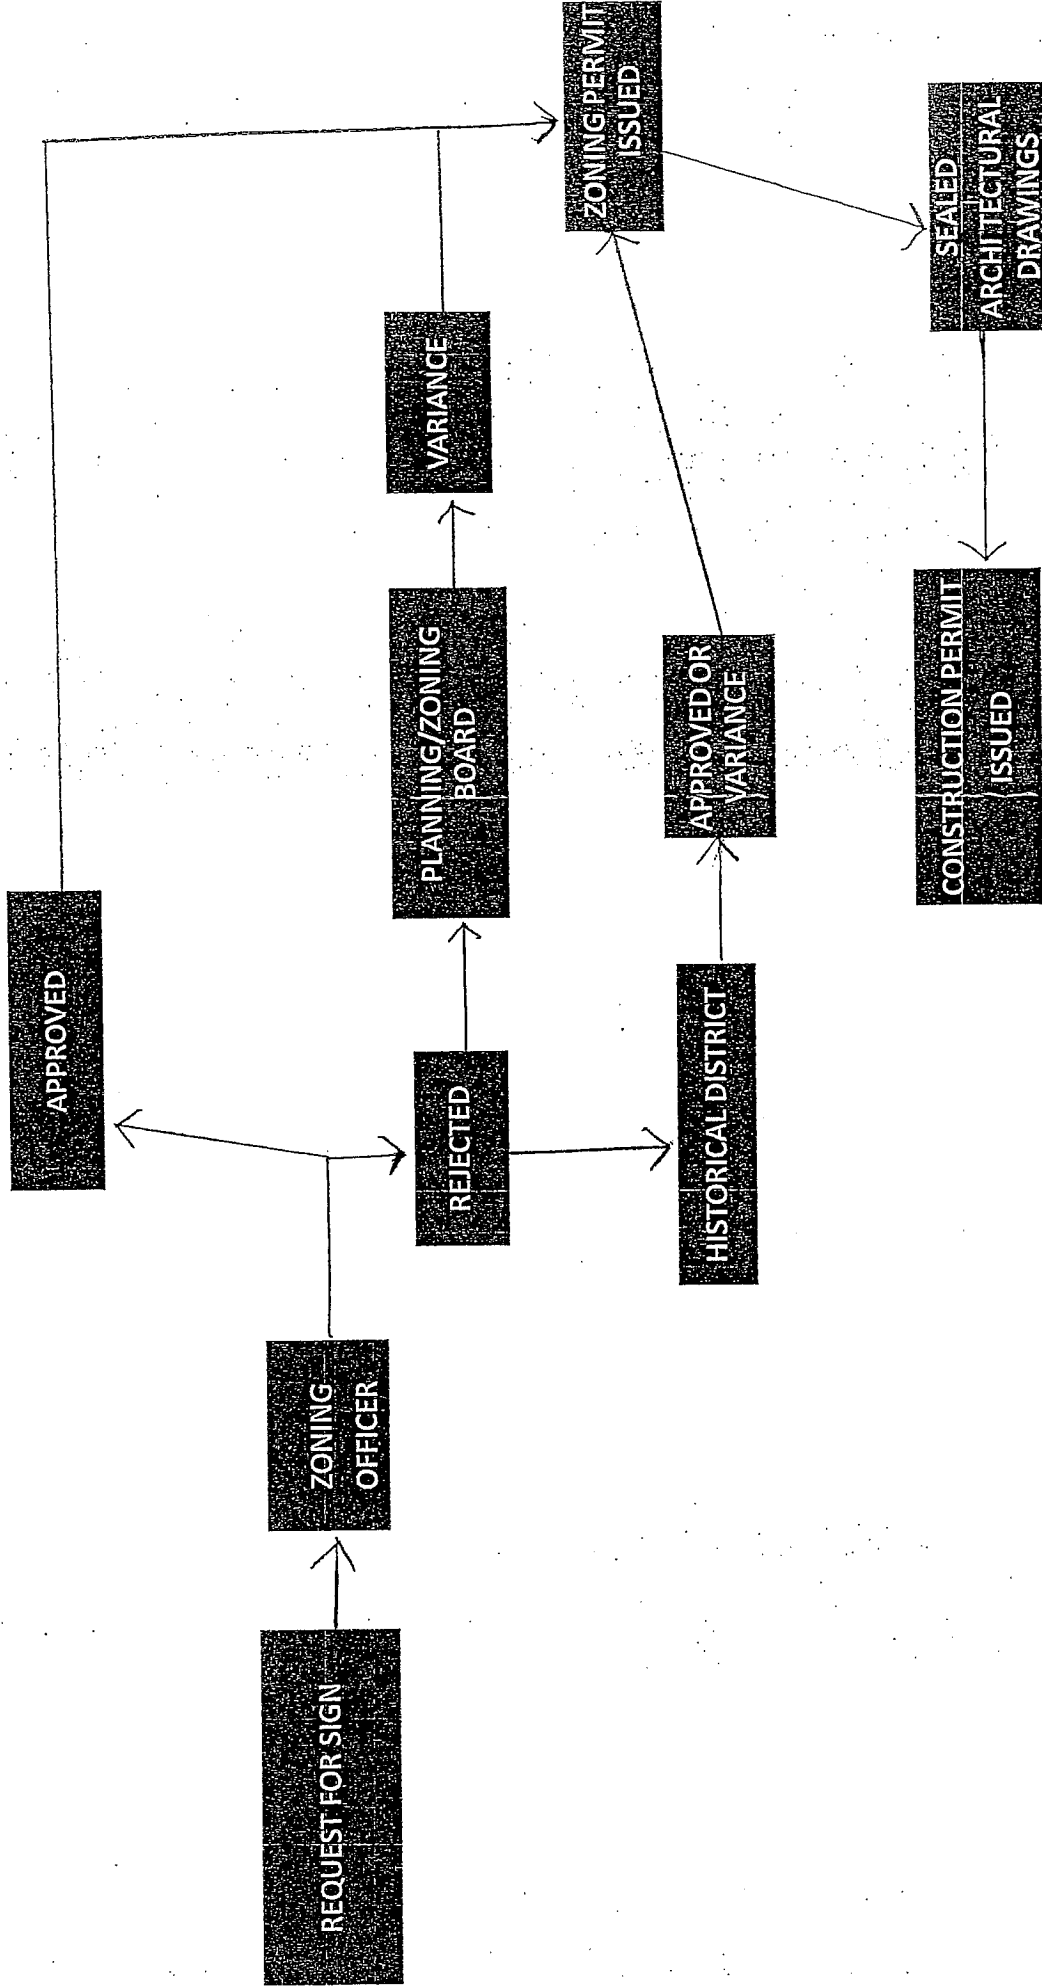 REQUEST FOR SIGN
ZONING
OFFICER
APPROVED
REJECTED
PLANNING/ZONING
BOARD
VARIANCE
HISTORICAL DISTRICT
APPROVED OR
VARIANCE
ZONING PERMIT
ISSUED
SEALED
ARCHITECTURAL
DRAWINGS
CONSTRUCTION PERMIT
ISSUED